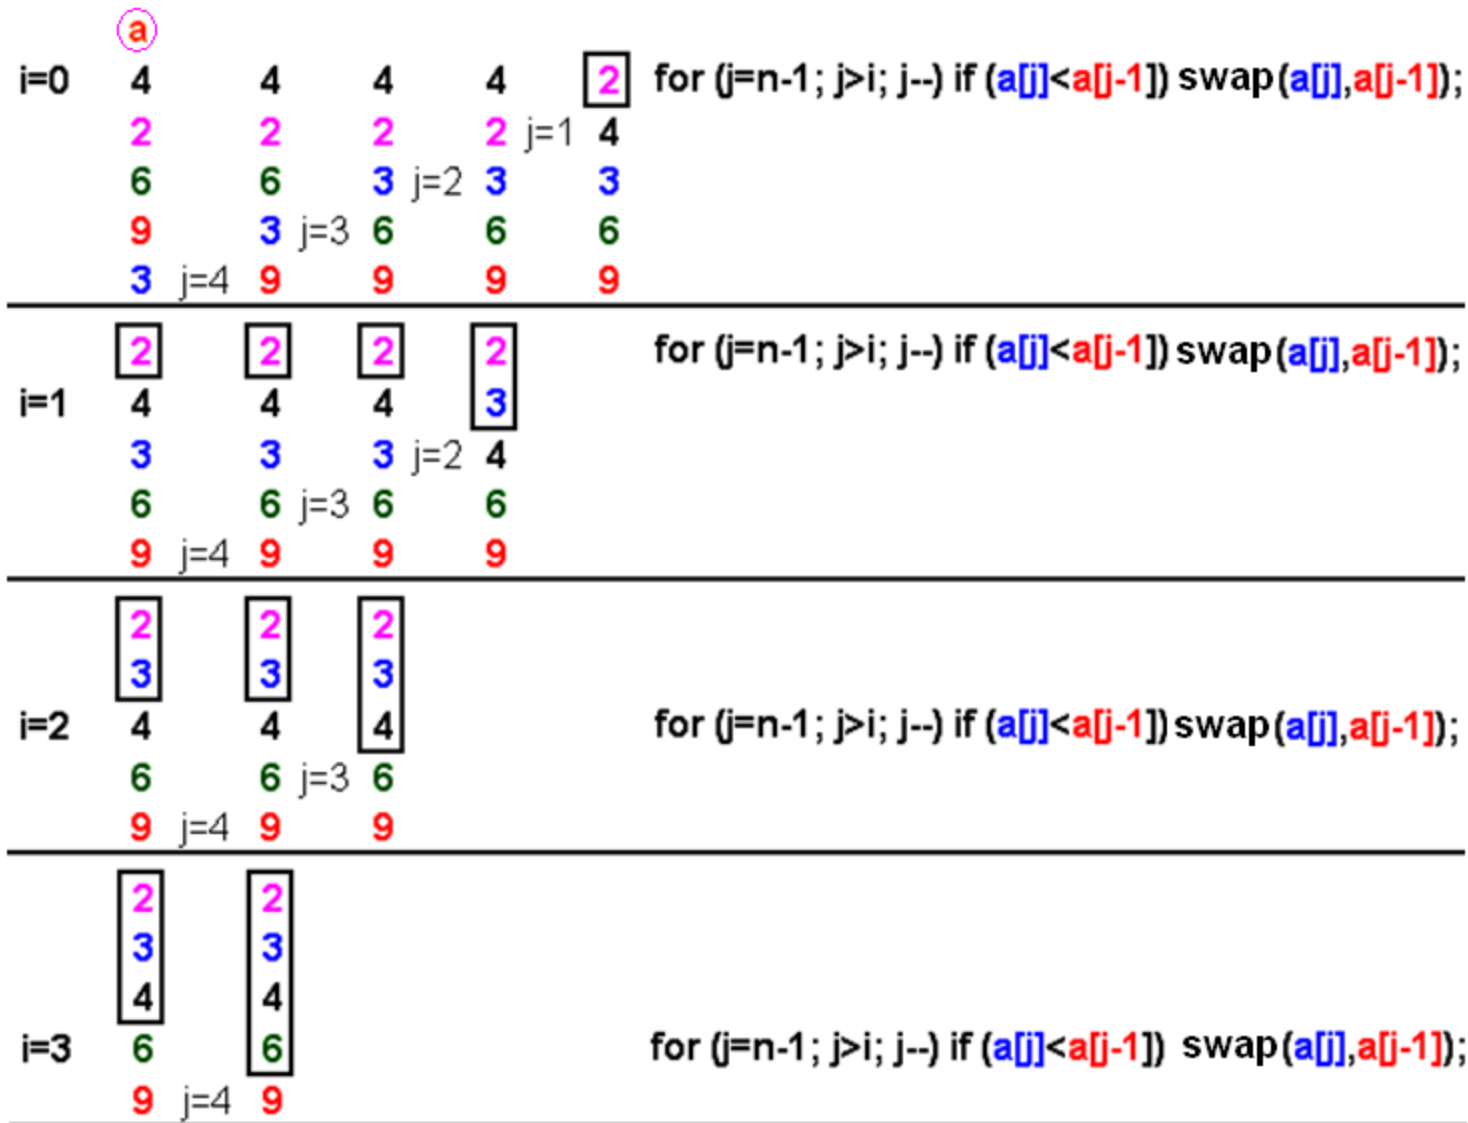 a
i=0 4 4 4 4 2 for (j=n-1; j>i; j--) if (a[j]<a[j-1]) swap(a[j],a[j-1]);
2 2 2 2 j=1 4
6 6 3 j=2 3 3
9 3 j=3 6 6 6
3 j=4 9 9 9 9
2 2 2 2 for (j=n-1; j>i; j--) if (a[j]<a[j-1]) swap(a[j],a[j-1]);
i=1 4 4 4 3
3 3 3 j=2 4
6 6 j=3 6 6
9 j=4 9 9 9
2 2 2
3 3 3
i=2 4 4 4 for (j=n-1; j>i; j--) if (a[j]<a[j-1]) swap(a[j],a[j-1]);
6 6 j=3 6
9 j=4 9 9
2 2
3 3
4 4
i=3 6 6 for (j=n-1; j>i; j--) if (a[j]<a[j-1]) swap(a[j],a[j-1]);
9 j=4 9